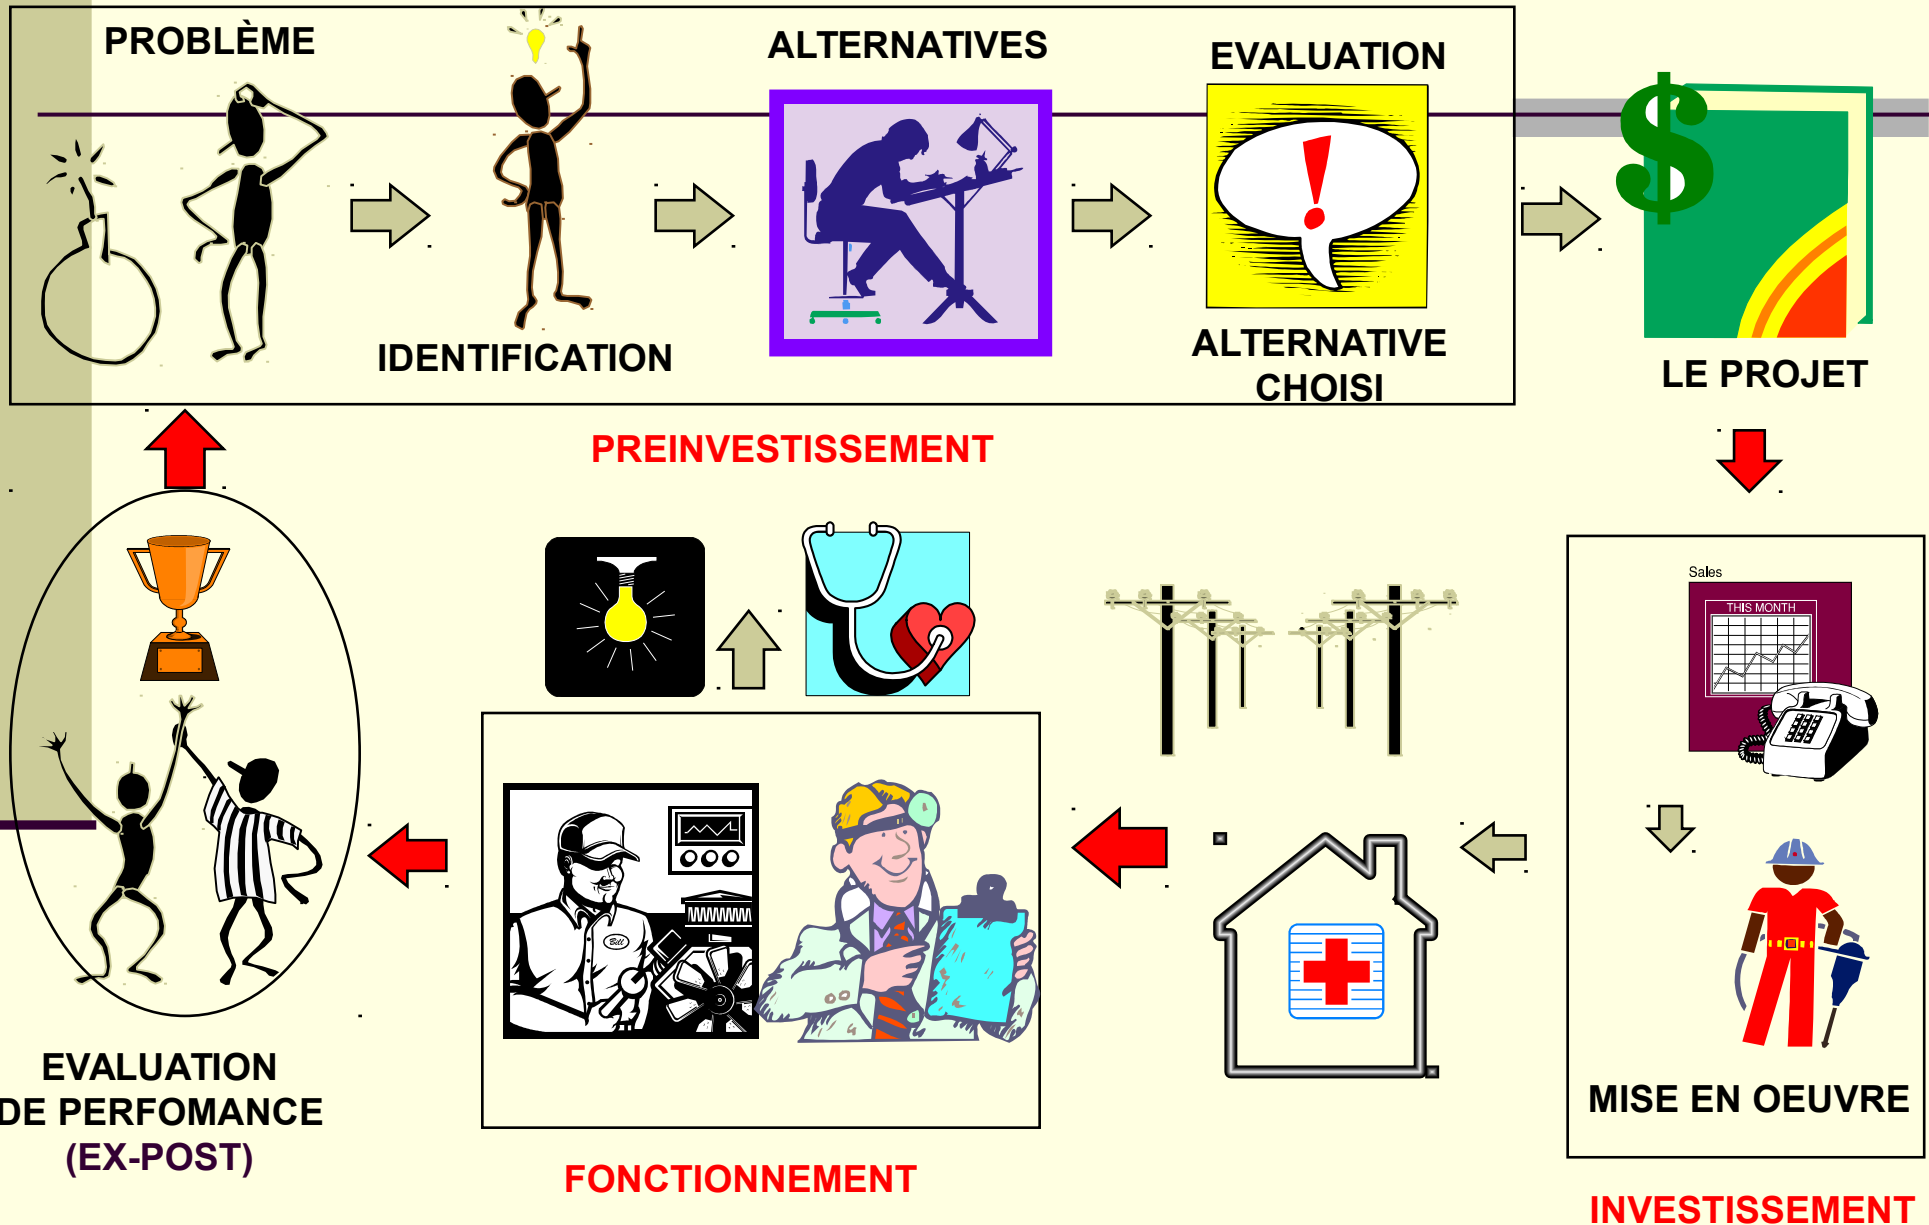 PROBLÈME
ALTERNATIVES
EVALUATION
IDENTIFICATION
ALTERNATIVE
CHOISI
LE PROJET
PREINVESTISSEMENT
Sales
THIS MONTH
Bill
MISE EN OEUVRE
EVALUATION
DE PERFOMANCE
(EX-POST)
FONCTIONNEMENT
INVESTISSEMENT